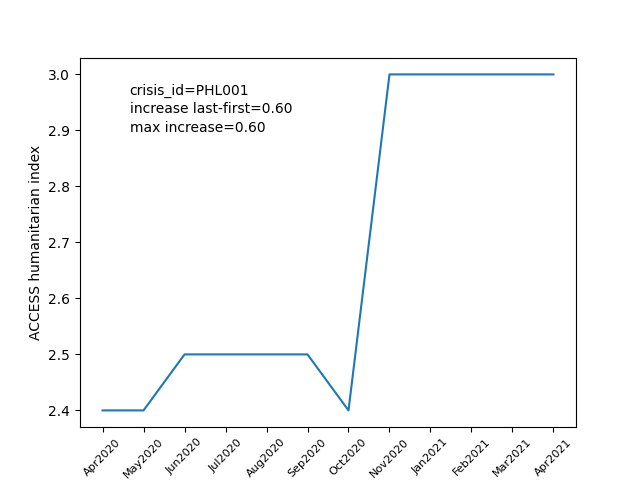 crisis_id=PHL001
increase last-first=0.60
max increase=0.60
ACCESS humanitarian index
3.0
2.9
2.8
2.7
2.6
2.5
2.4
Apr2020
May2020
Jun2020
Jul2020
Aug2020
Sep2020
Oct2020
Nov2020
Jan2021
Feb2021
Mar2021
Apr2021